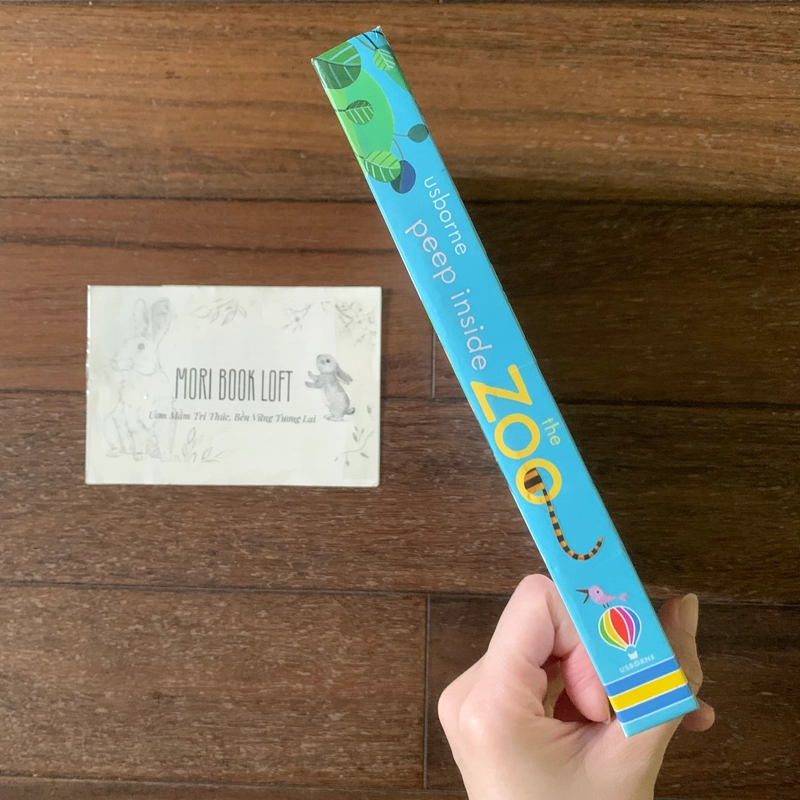 MORI BOOK LOFT
Ươm Mầm Tri Thức, Bền Vững Tương Lai
usborne
peep inside
the
ZOO
USBORNE